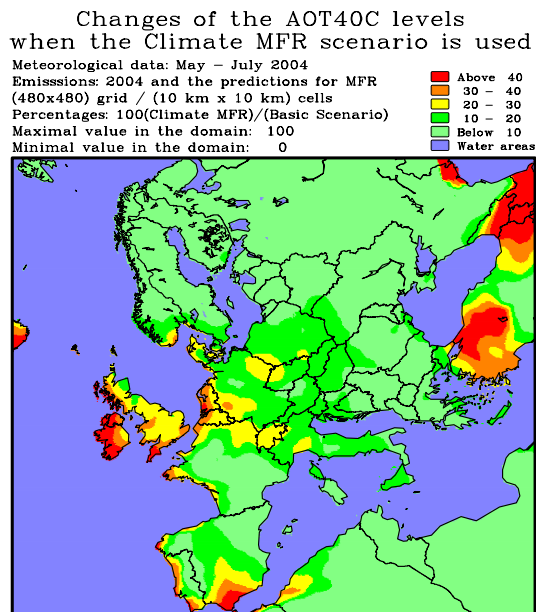 Changes of the AOT40C levels
when the Climate MFR scenario is used
Meteorological data: May - July 2004
Emisssions: 2004 and the predictions for MFR
(480x480) grid / (10 km x 10 km) cells
Percentages: 100(Climate MFR)/(Basic Scenario)
Maximal value in the domain: 100
Minimal value in the domain: 0
Above 40
30 - 40
20 - 30
10 - 20
Below 10
Water areas